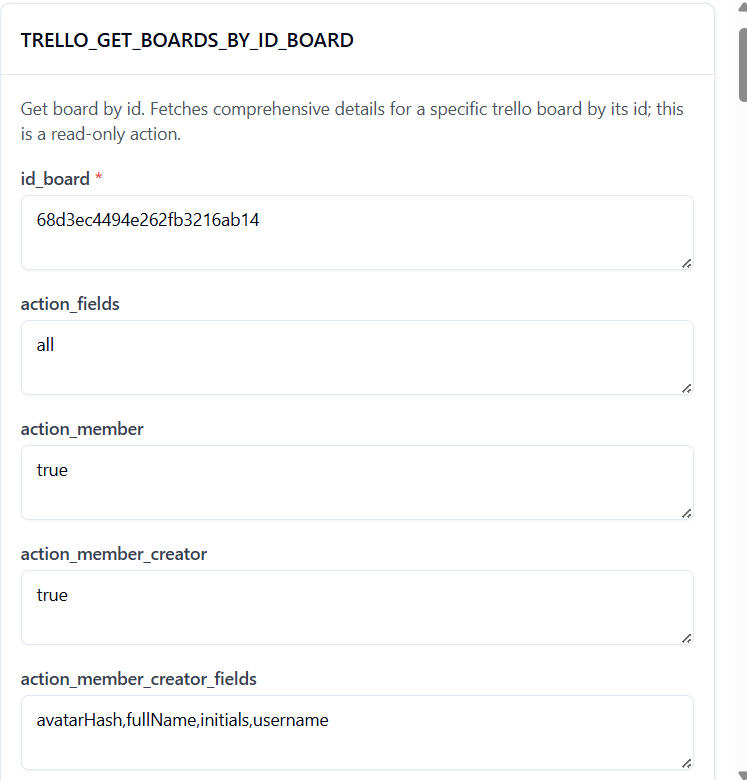 TRELLO_GET_BOARDS_BY_ID_BOARD
Get board by id. Fetches comprehensive details for a specific trello board by its id; this
is a read-only action.
id_board *
68d3ec4494e262fb3216ab14
action_fields
all
action_member
true
action_member_creator
true
action_member_creator_fields
avatarHash,fullName,initials,username